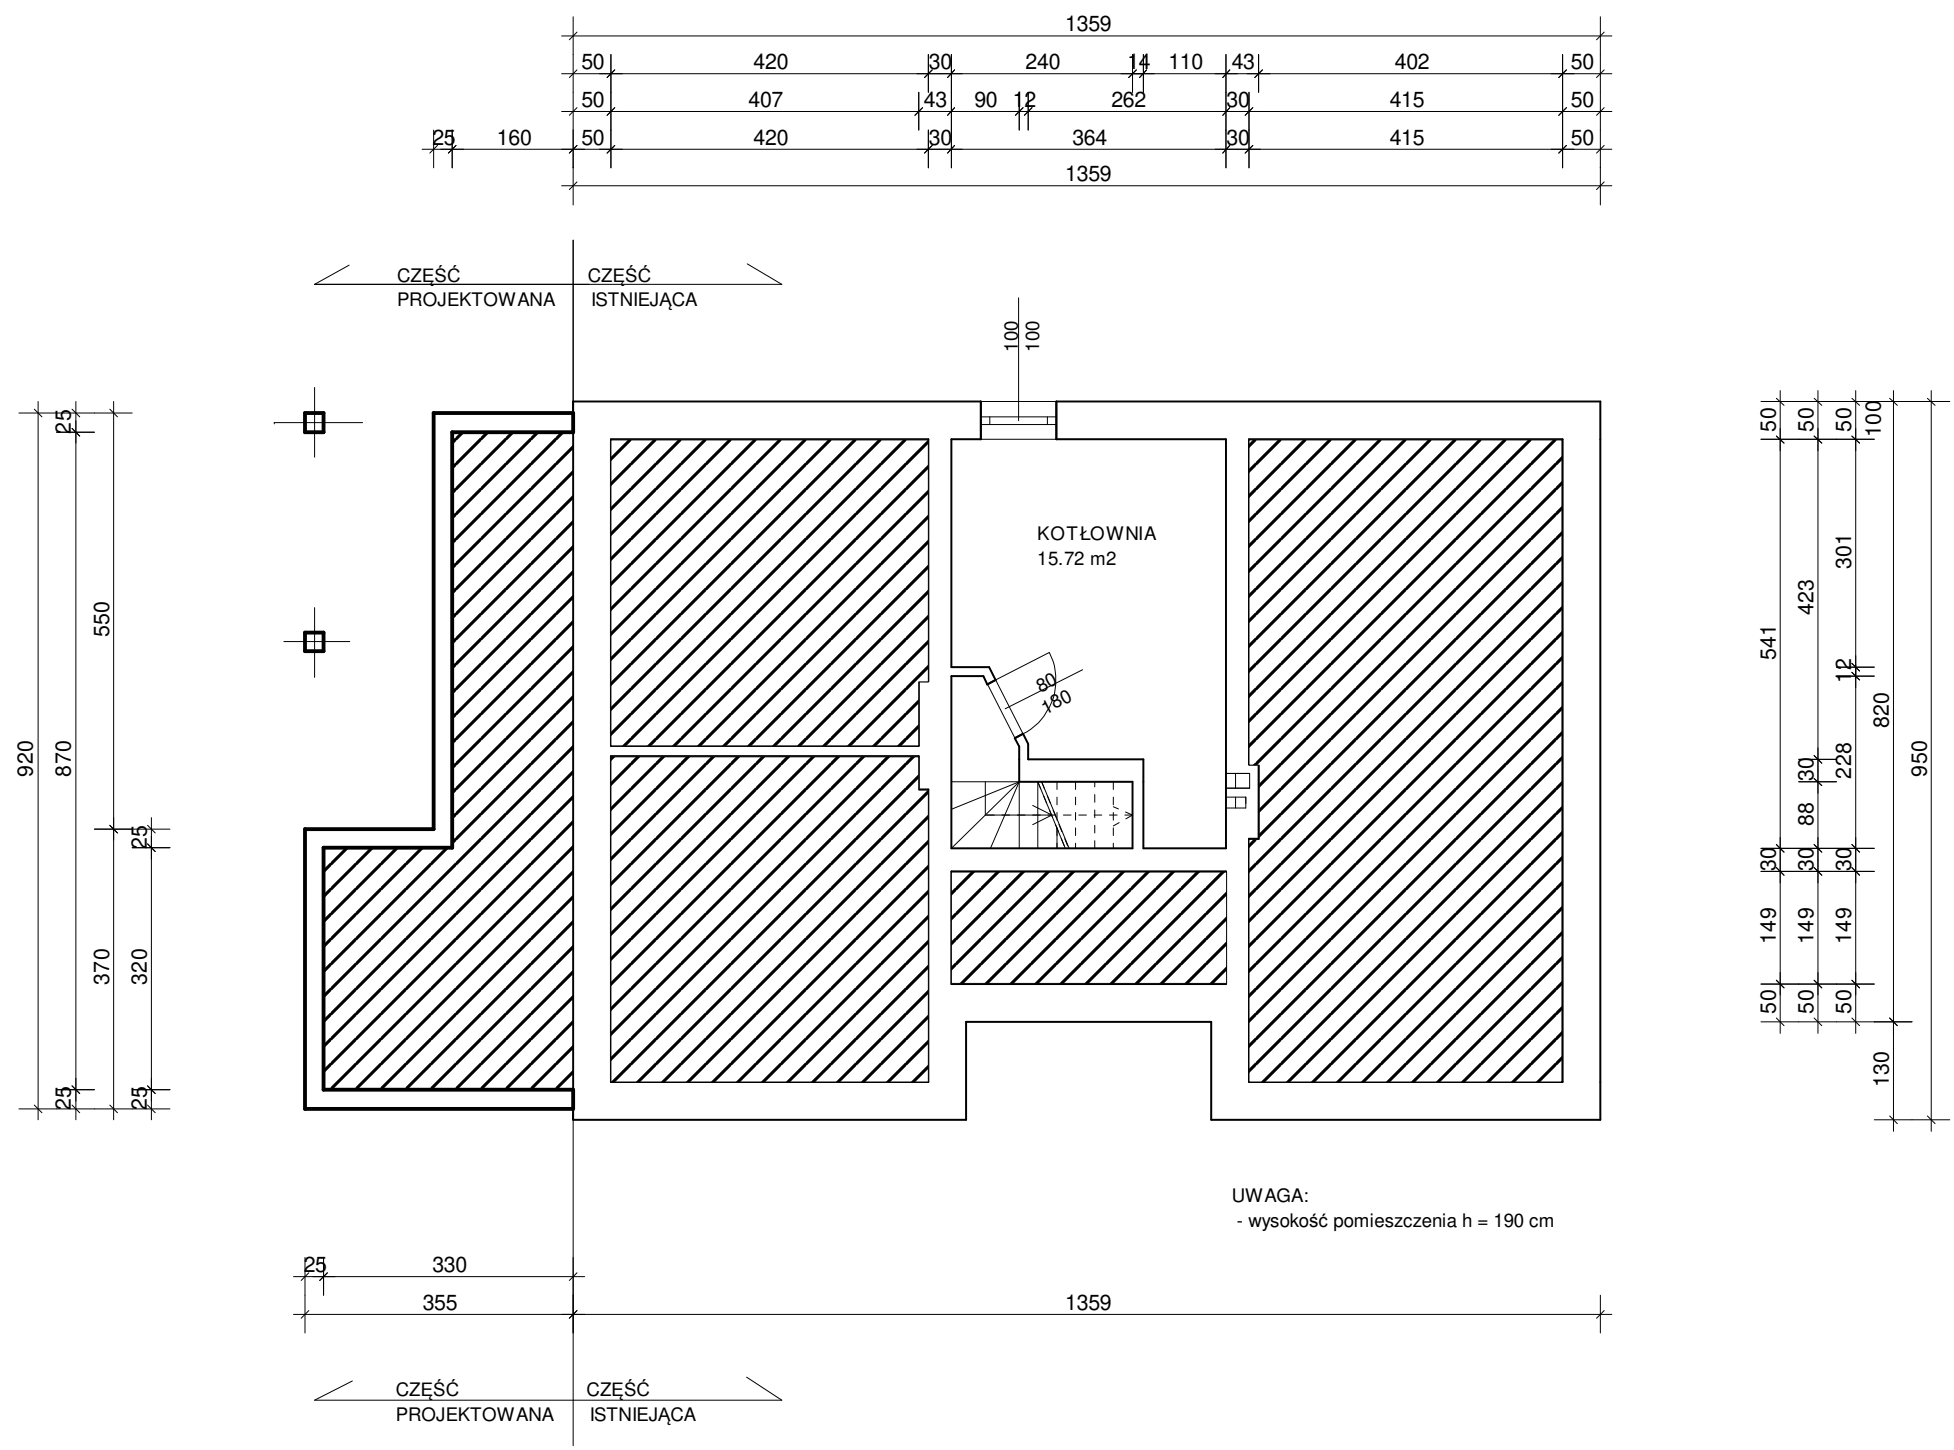 1359
50 420 30 240 14 110 43 402 50
50 407 43 90 12 262 30 415 50
25 160 50 420 30 364 30 415 50
1359
CZĘŚĆ CZĘŚĆ
PROJEKTOWANA ISTNIEJĄCA
100
100
KOTŁOWNIA
15.72 m2
80
180
920
25 870 25
550 370
25 320 25
50 541 30 149 50
50 423 30 88 30 149 50
50 301 12 228 30 149 50
100
820 130
950
UWAGA:
- wysokość pomieszczenia h = 190 cm
25 330
355 1359
CZĘŚĆ CZĘŚĆ
PROJEKTOWANA ISTNIEJĄCA